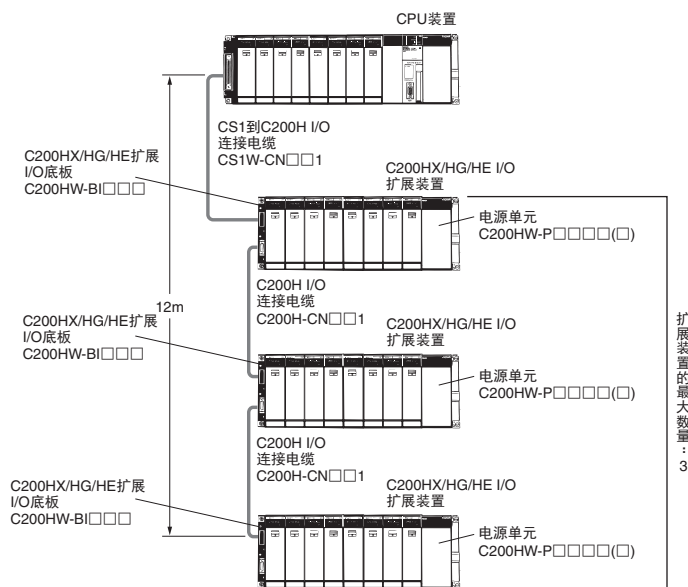 CPU装置
CS1到C200H I/O
连接电缆
CS1W-CN□□1
C200HX/HG/HE扩展
I/O底板
C200HW-BI□□□
C200HX/HG/HE I/O
扩展装置
电源单元
C200HW-P□□□□(□)
C200H I/O
连接电缆
C200H-CN□□1
12m
C200HX/HG/HE扩展
I/O底板
C200HW-BI□□□
C200HX/HG/HE I/O
扩展装置
电源单元
C200HW-P□□□□(□)
C200H I/O
连接电缆
C200H-CN□□1
C200HX/HG/HE扩展
I/O底板
C200HW-BI□□□
C200HX/HG/HE I/O
扩展装置
电源单元
C200HW-P□□□□(□)
扩展装置的最大数量：3